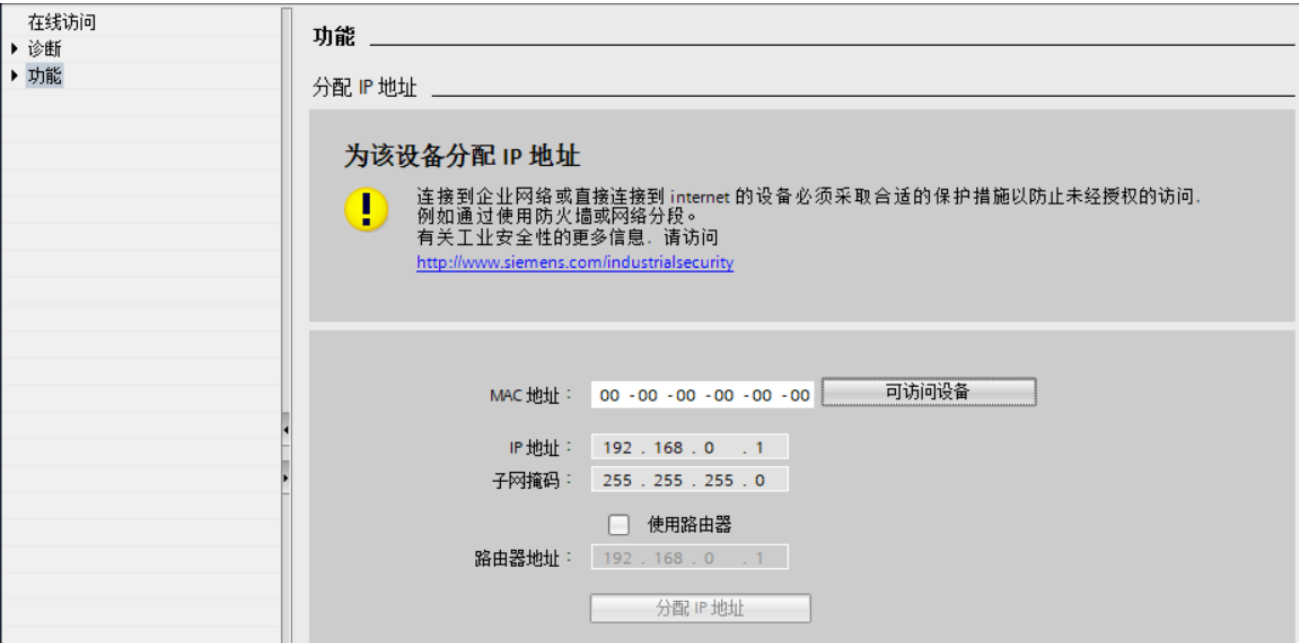 在线访问
诊断
功能
功能
分配 IP 地址
为该设备分配 IP 地址
连接到企业网络或直接连接到 internet 的设备必须采取合适的保护措施以防止未经授权的访问.
例如通过使用防火墙或网络分段。
有关工业安全性的更多信息. 请访问
http://www.siemens.com/industrialsecurity
MAC 地址： 00 -00 -00 -00 -00 -00 可访问设备
IP 地址： 192 . 168 . 0 . 1
子网掩码： 255 . 255 . 255 . 0
使用路由器
路由器地址： 192 . 168 . 0 . 1
分配 IP 地址